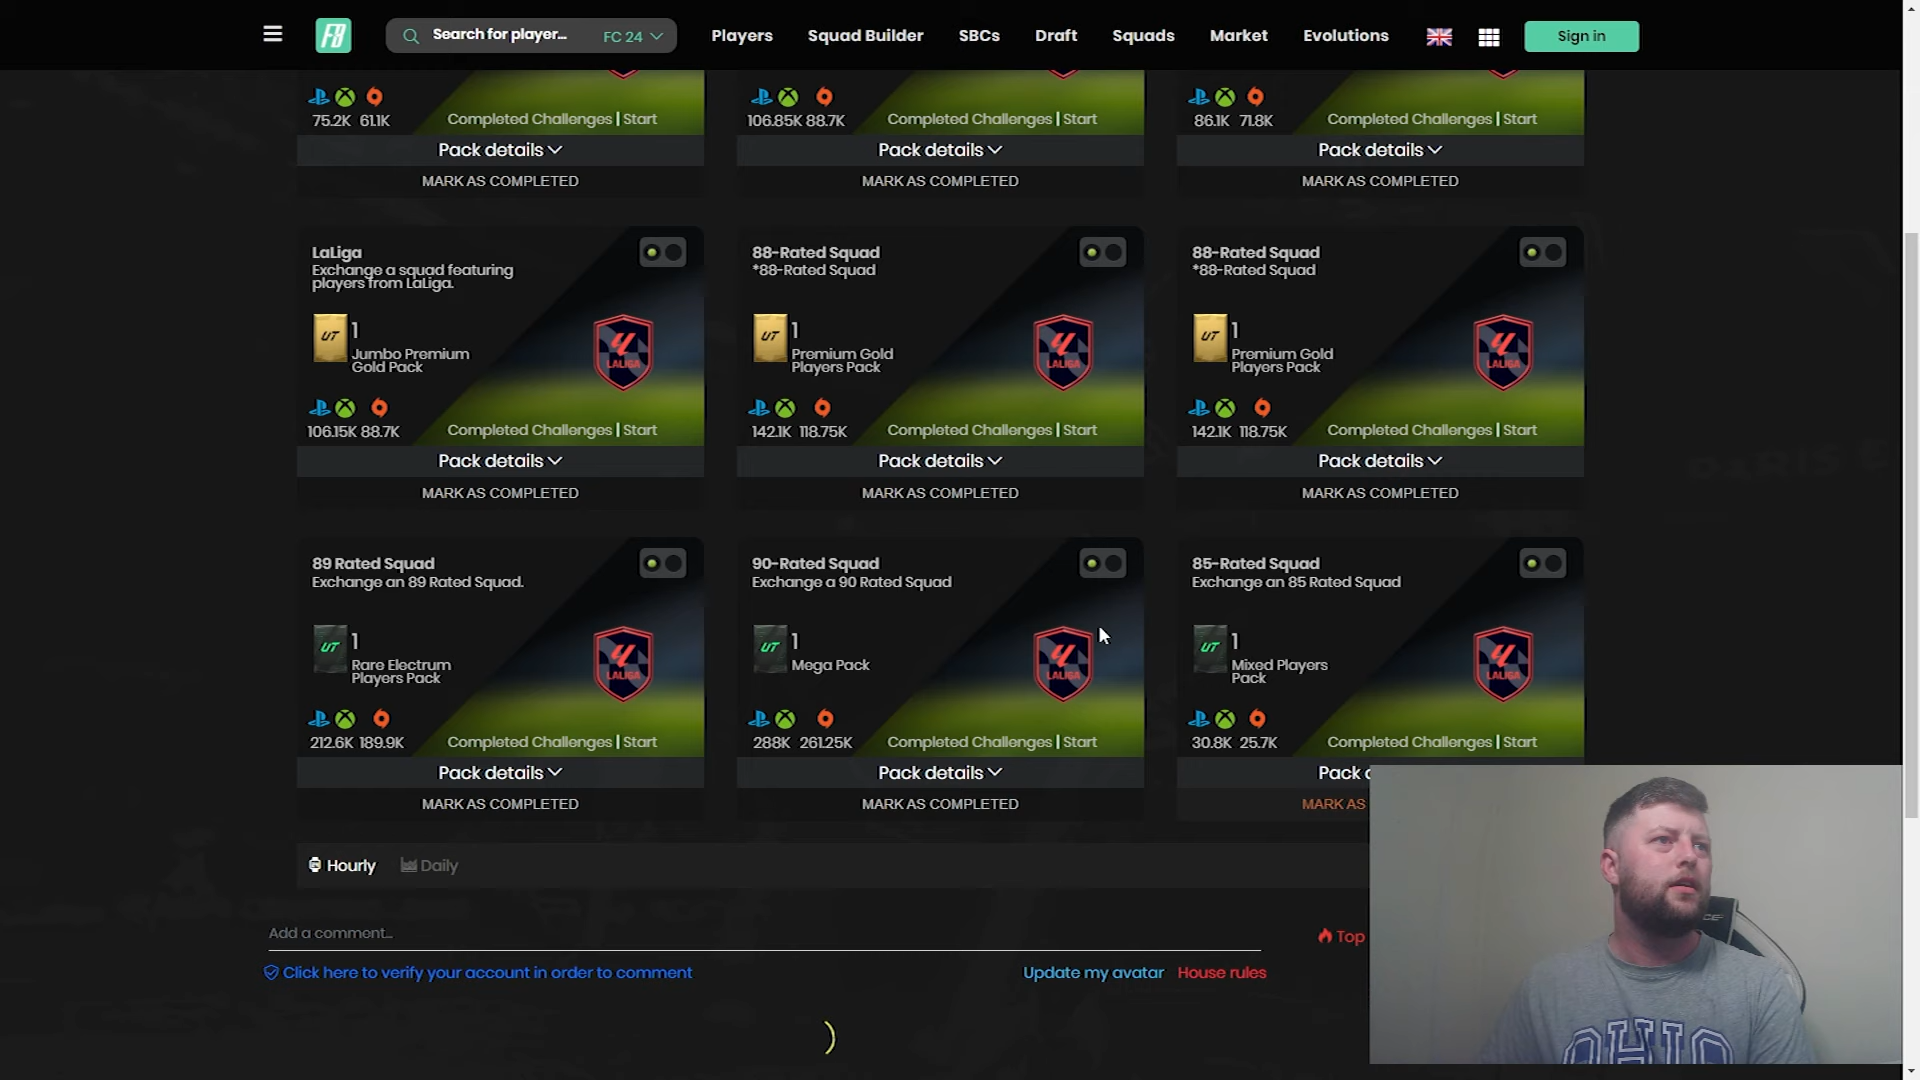 Search for player...
FC 24
Players
Squad Builder
SBCs
Draft
Squads
Market
Evolutions
Sign in
75.2K 61.1K
Completed Challenges | Start
Pack details
MARK AS COMPLETED
106.85K 88.7K
Completed Challenges | Start
Pack details
MARK AS COMPLETED
86.1K 71.8K
Completed Challenges | Start
Pack details
MARK AS COMPLETED
LaLiga
Exchange a squad featuring
players from LaLiga.
UT
1
Jumbo Premium
Gold Pack
LALIGA
106.15K 88.7K
Completed Challenges | Start
Pack details
MARK AS COMPLETED
88-Rated Squad
*88-Rated Squad
UT
1
Premium Gold
Players Pack
LALIGA
142.1K 118.75K
Completed Challenges | Start
Pack details
MARK AS COMPLETED
88-Rated Squad
*88-Rated Squad
UT
1
Premium Gold
Players Pack
LALIGA
142.1K 118.75K
Completed Challenges | Start
Pack details
MARK AS COMPLETED
89 Rated Squad
Exchange an 89 Rated Squad.
UT
1
Rare Electrum
Players Pack
LALIGA
212.6K 189.9K
Completed Challenges | Start
Pack details
MARK AS COMPLETED
90-Rated Squad
Exchange a 90 Rated Squad
UT
1
Mega Pack
LALIGA
288K 261.25K
Completed Challenges | Start
Pack details
MARK AS COMPLETED
85-Rated Squad
Exchange an 85 Rated Squad
UT
1
Mixed Players
Pack
LALIGA
30.8K 25.7K
Completed Challenges | Start
Pack
MARK AS
Hourly
Daily
Add a comment...
Top
Click here to verify your account in order to comment
Update my avatar
House rules
OHIO